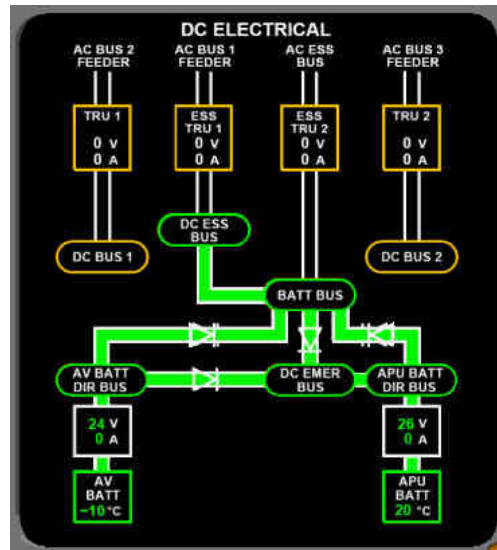 DC ELECTRICAL
AC BUS 2 FEEDER
AC BUS 1 FEEDER
AC ESS BUS
AC BUS 3 FEEDER
TRU 1
0 V
0 A
ESS TRU 1
0 V
0 A
ESS TRU 2
0 V
0 A
TRU 2
0 V
0 A
DC ESS BUS
DC BUS 1
DC BUS 2
BATT BUS
AV BATT DIR BUS
DC EMER BUS
APU BATT DIR BUS
24 V
0 A
26 V
0 A
AV BATT
-10 °C
APU BATT
20 °C